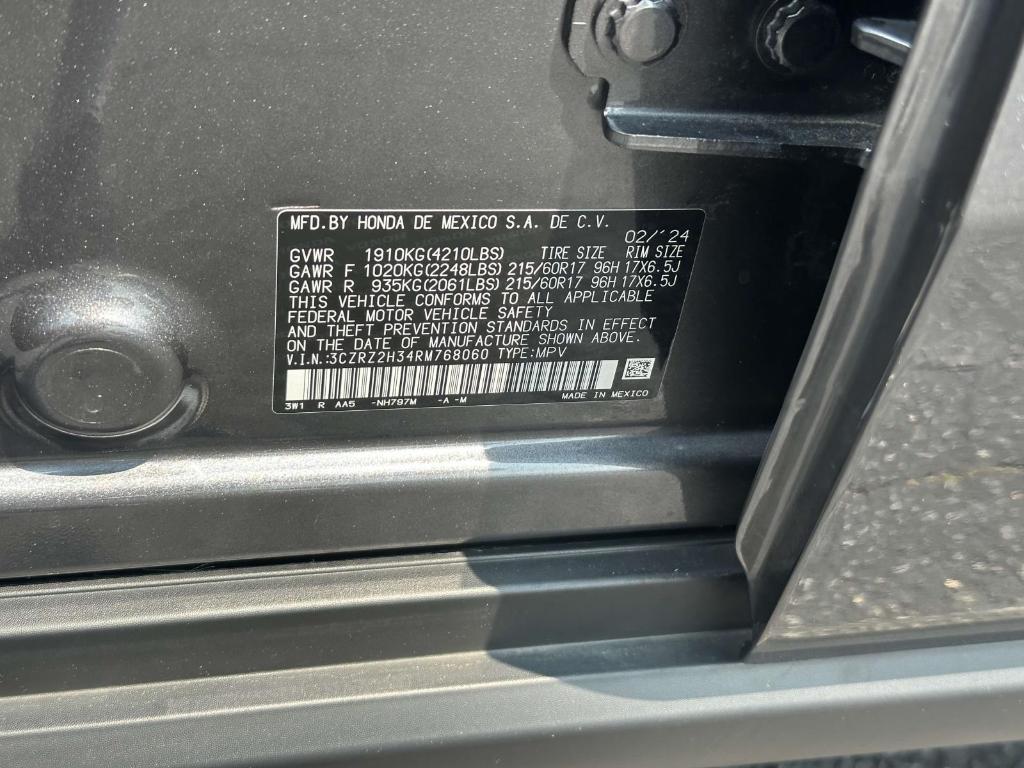 MFD.BY HONDA DE MEXICO S.A. DE C.V.
02/'24
GVWR 1910KG(4210LBS) TIRE SIZE RIM SIZE
GAWR F 1020KG(2248LBS) 215/60R17 96H 17X6.5J
GAWR R 935KG(2061LBS) 215/60R17 96H 17X6.5J
THIS VEHICLE CONFORMS TO ALL APPLICABLE
FEDERAL MOTOR VEHICLE SAFETY
AND THEFT PREVENTION STANDARDS IN EFFECT
ON THE DATE OF MANUFACTURE SHOWN ABOVE.
V.I.N.:3CZRZ2H34RM768060 TYPE:MPV
3W1 R AA5 -NH797M -A -M MADE IN MEXICO